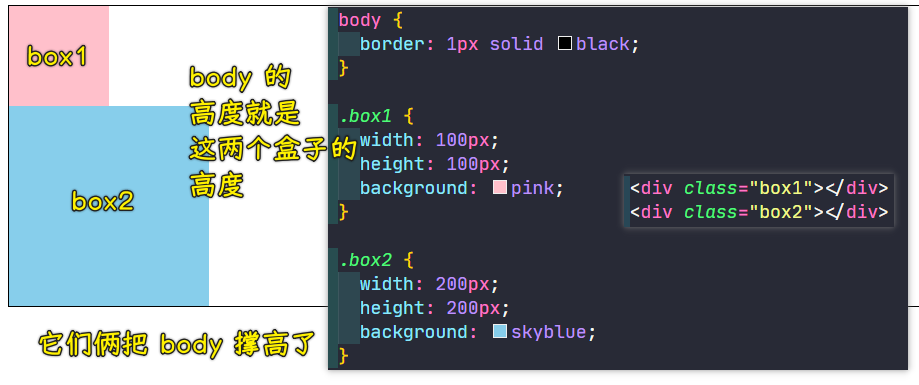 box1
body 的
高度就是
这两个盒子的
高度
box2
它们俩把 body 撑高了
body {
  border: 1px solid black;
}
.box1 {
  width: 100px;
  height: 100px;
  background: pink;
}
.box2 {
  width: 200px;
  height: 200px;
  background: skyblue;
}
<div class="box1"></div>
<div class="box2"></div>